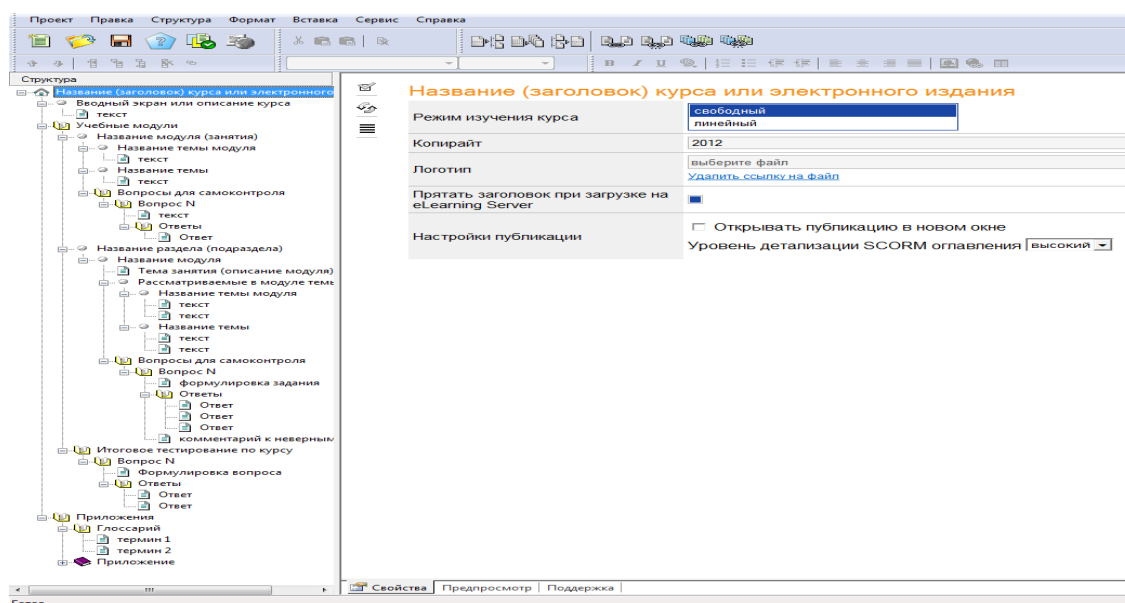 Проект Правка Структура Формат Вставка Сервис Справка
B I U
Структура
Название (заголовок) курса или электронного
Вводный экран или описание курса
текст
Учебные модули
Название модуля (занятия)
Название темы модуля
текст
Название темы
текст
Вопросы для самоконтроля
Вопрос N
текст
Ответы
Ответ
Название раздела (подраздела)
Название модуля
Тема занятия (описание модуля)
Рассматриваемые в модуле темы
Название темы модуля
текст
текст
Название темы
текст
текст
Вопросы для самоконтроля
Вопрос N
формулировка задания
Ответы
Ответ
Ответ
Ответ
комментарий к неверным
Итоговое тестирование по курсу
Вопрос N
Формулировка вопроса
Ответы
Ответ
Ответ
Приложения
Глоссарий
термин 1
термин 2
Приложение
Название (заголовок) курса или электронного издания
Режим изучения курса
свободный
линейный
Копирайт
2012
Логотип
выберите файл
Удалить ссылку на файл
Прятать заголовок при загрузке на
eLearning Server
Настройки публикации
Открывать публикацию в новом окне
Уровень детализации SCORM оглавления высокий
Свойства Предпросмотр Поддержка